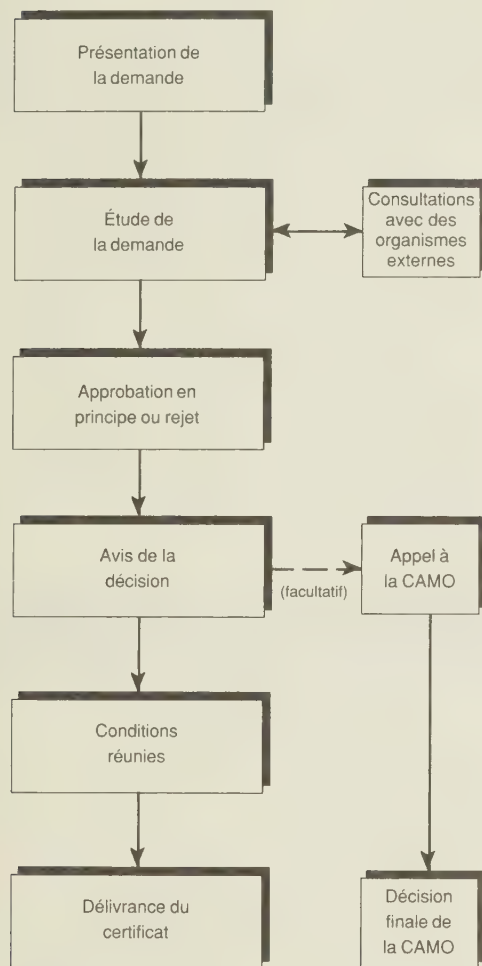 Présentation de
la demande
Étude de
la demande
Consultations
avec des
organismes
externes
Approbation en
principe ou rejet
Avis de la
décision
(facultatif)
Appel à
la CAMO
Conditions
réunies
Délivrance du
certificat
Décision
finale de
la CAMO